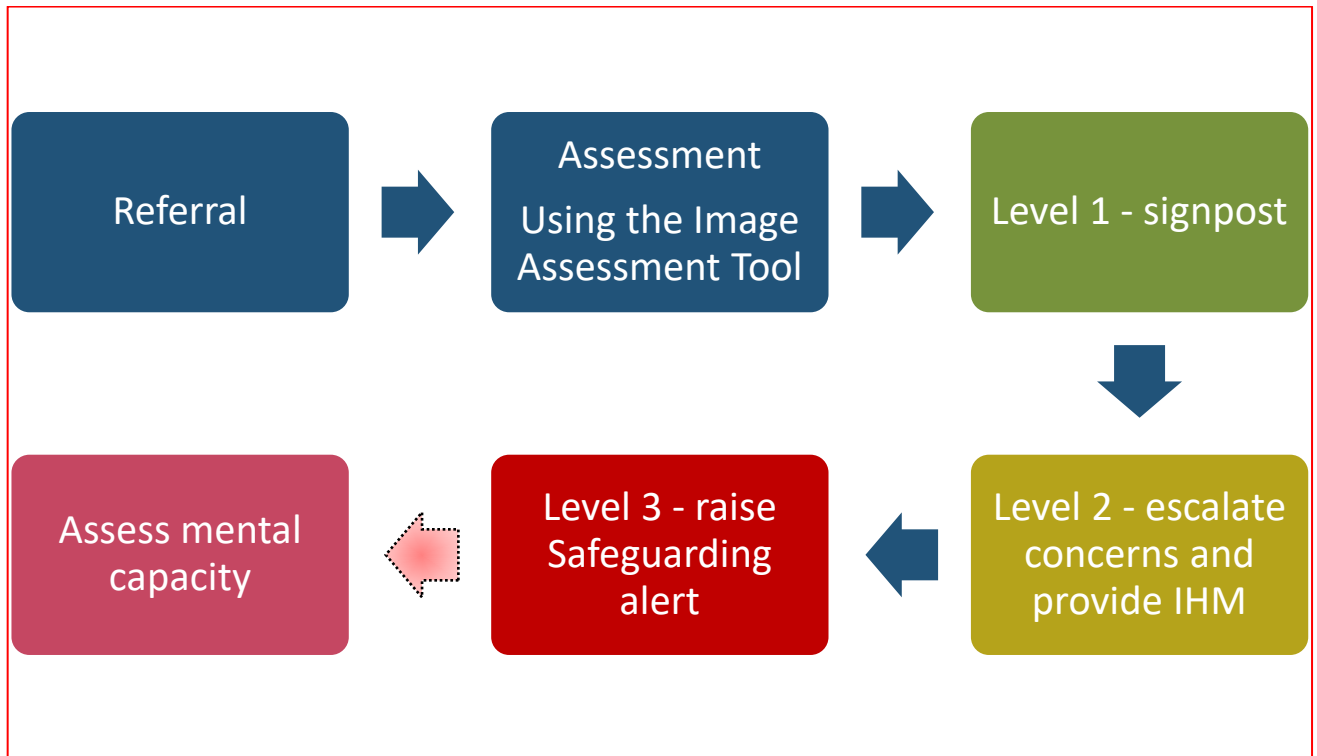 Referral
Assessment
Using the Image
Assessment Tool
Level 1 - signpost
Level 2 - escalate
concerns and
provide IHM
Level 3 - raise
Safeguarding
alert
Assess mental
capacity